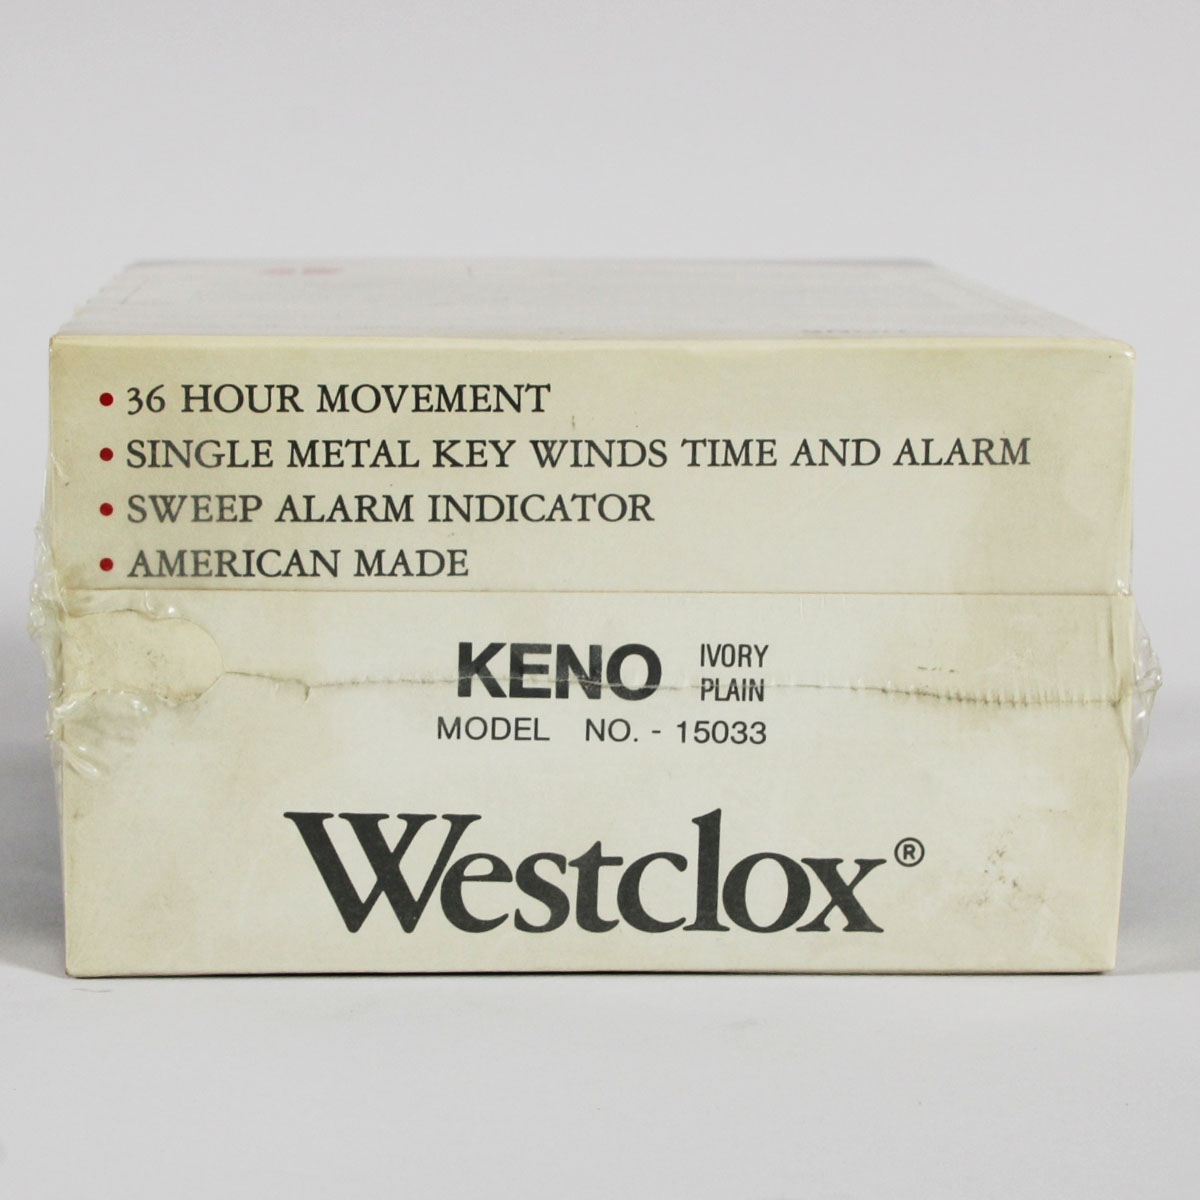 • 36 HOUR MOVEMENT
• SINGLE METAL KEY WINDS TIME AND ALARM
• SWEEP ALARM INDICATOR
• AMERICAN MADE
KENO IVORY
PLAIN
MODEL NO. - 15033
Westclox®